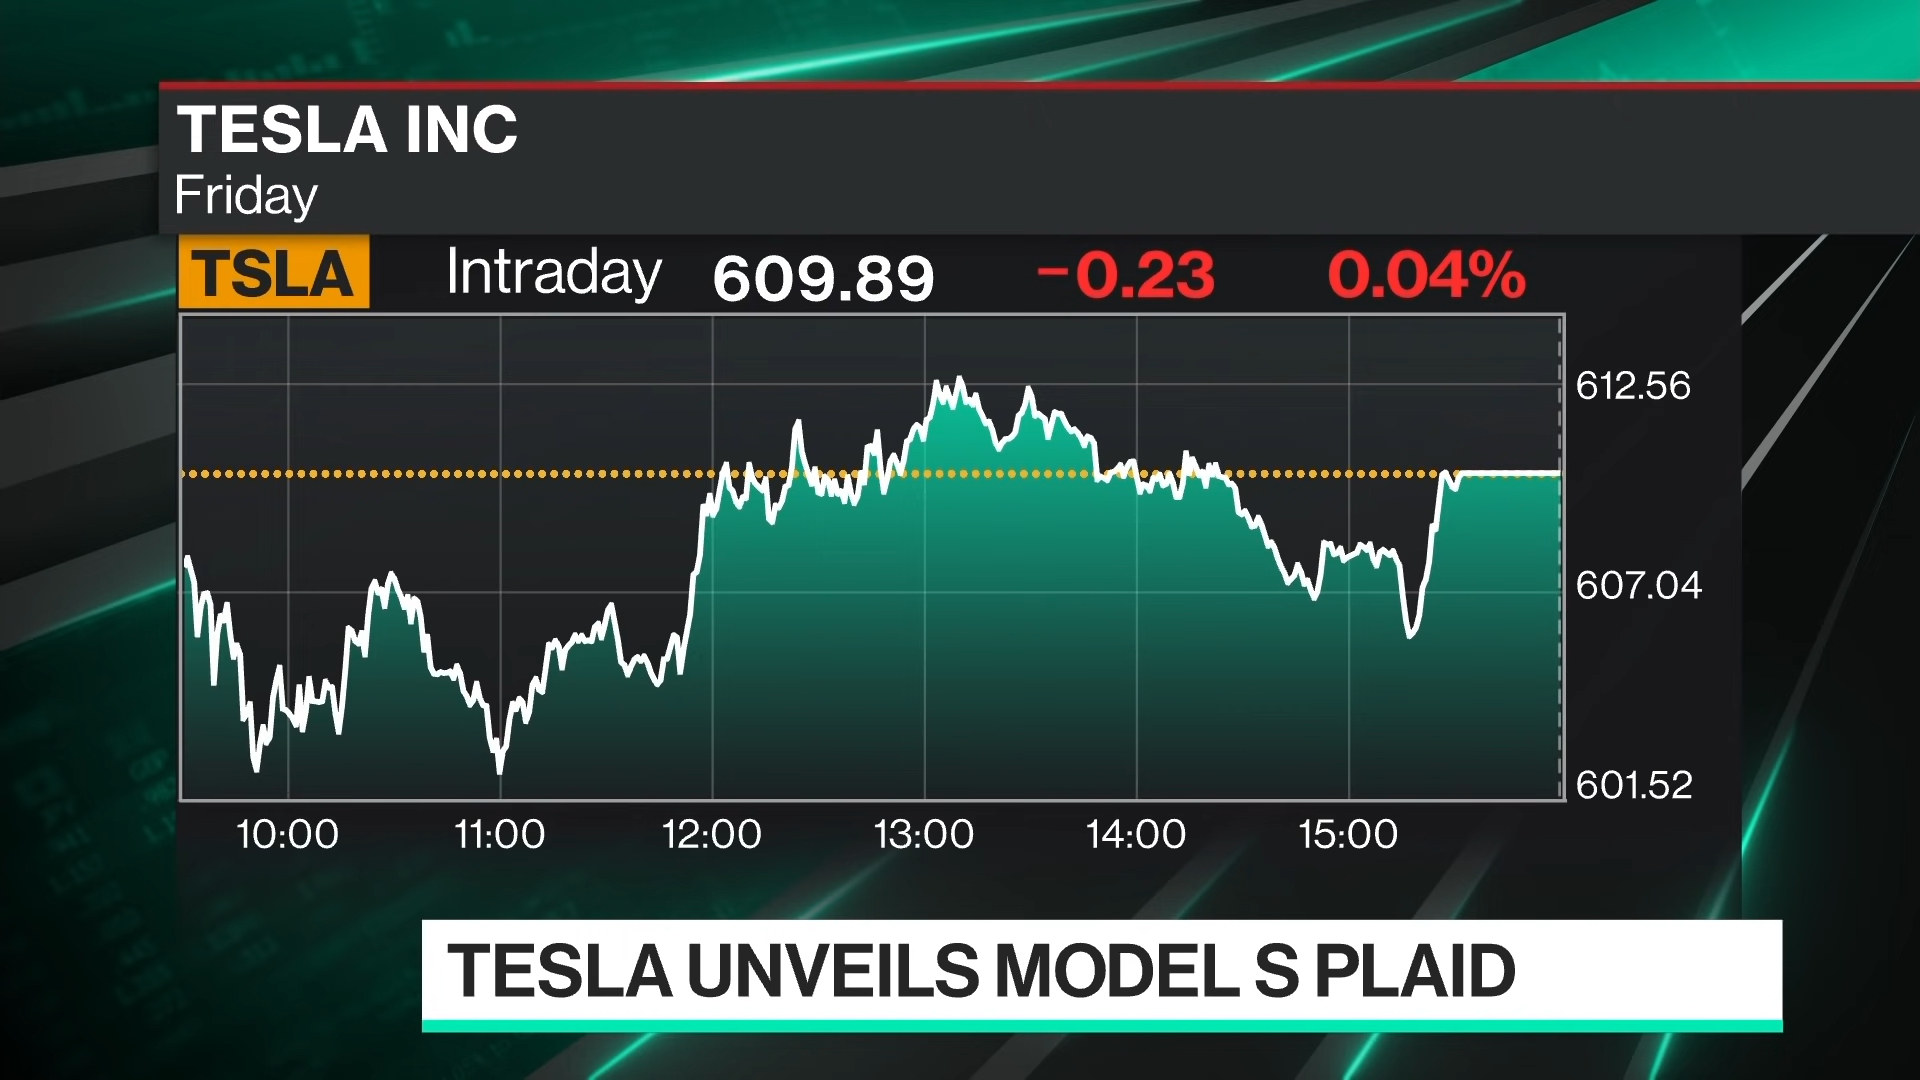 TESLA INC
Friday
TSLA Intraday 609.89 -0.23 0.04%
612.56
607.04
601.52
10:00 11:00 12:00 13:00 14:00 15:00
TESLA UNVEILS MODEL S PLAID